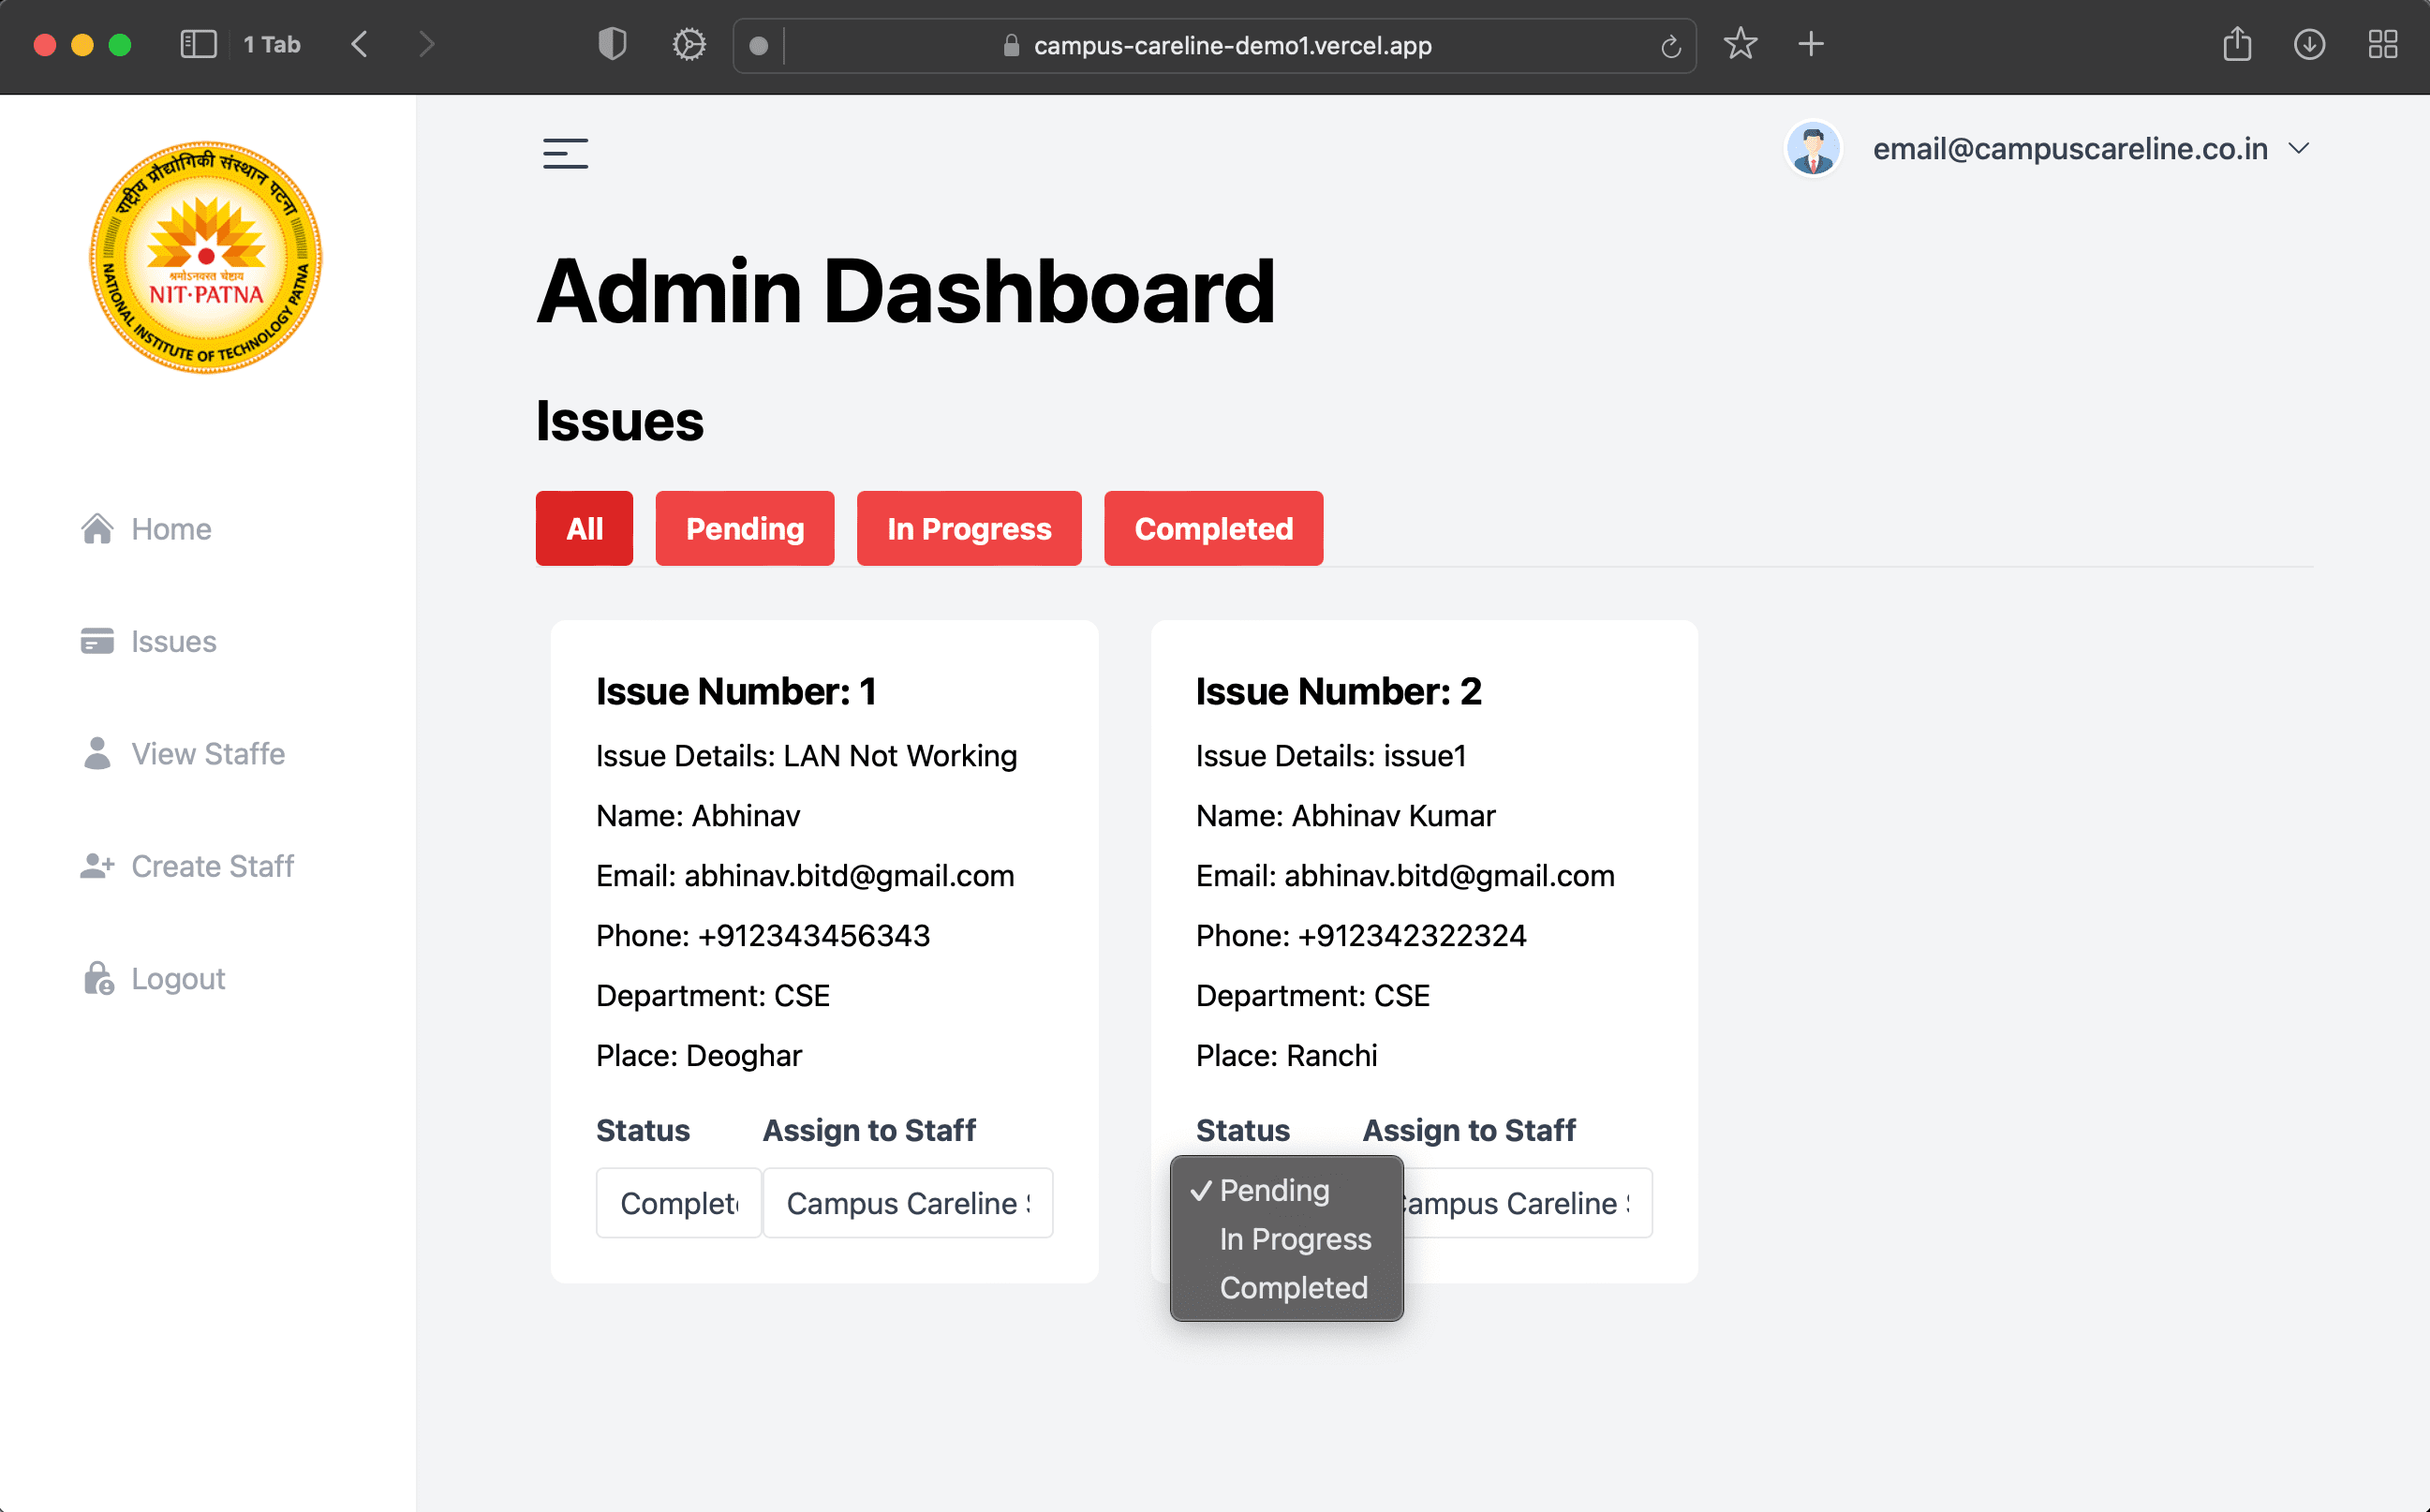 1 Tab
campus-careline-demo1.vercel.app
राष्ट्रीय प्रौद्योगिकी संस्थान पटना
श्रमोऽनवरत चेष्टाय
NIT-PATNA
NATIONAL INSTITUTE OF TECHNOLOGY PATNA
email@campuscareline.co.in
Home
Issues
View Staffe
Create Staff
Logout
Admin Dashboard
Issues
All Pending In Progress Completed
Issue Number: 1
Issue Details: LAN Not Working
Name: Abhinav
Email: abhinav.bitd@gmail.com
Phone: +912343456343
Department: CSE
Place: Deoghar
Status Assign to Staff
Complete Campus Careline S
Issue Number: 2
Issue Details: issue1
Name: Abhinav Kumar
Email: abhinav.bitd@gmail.com
Phone: +912342322324
Department: CSE
Place: Ranchi
Status Assign to Staff
✓ Pending
In Progress
Completed
Campus Careline S